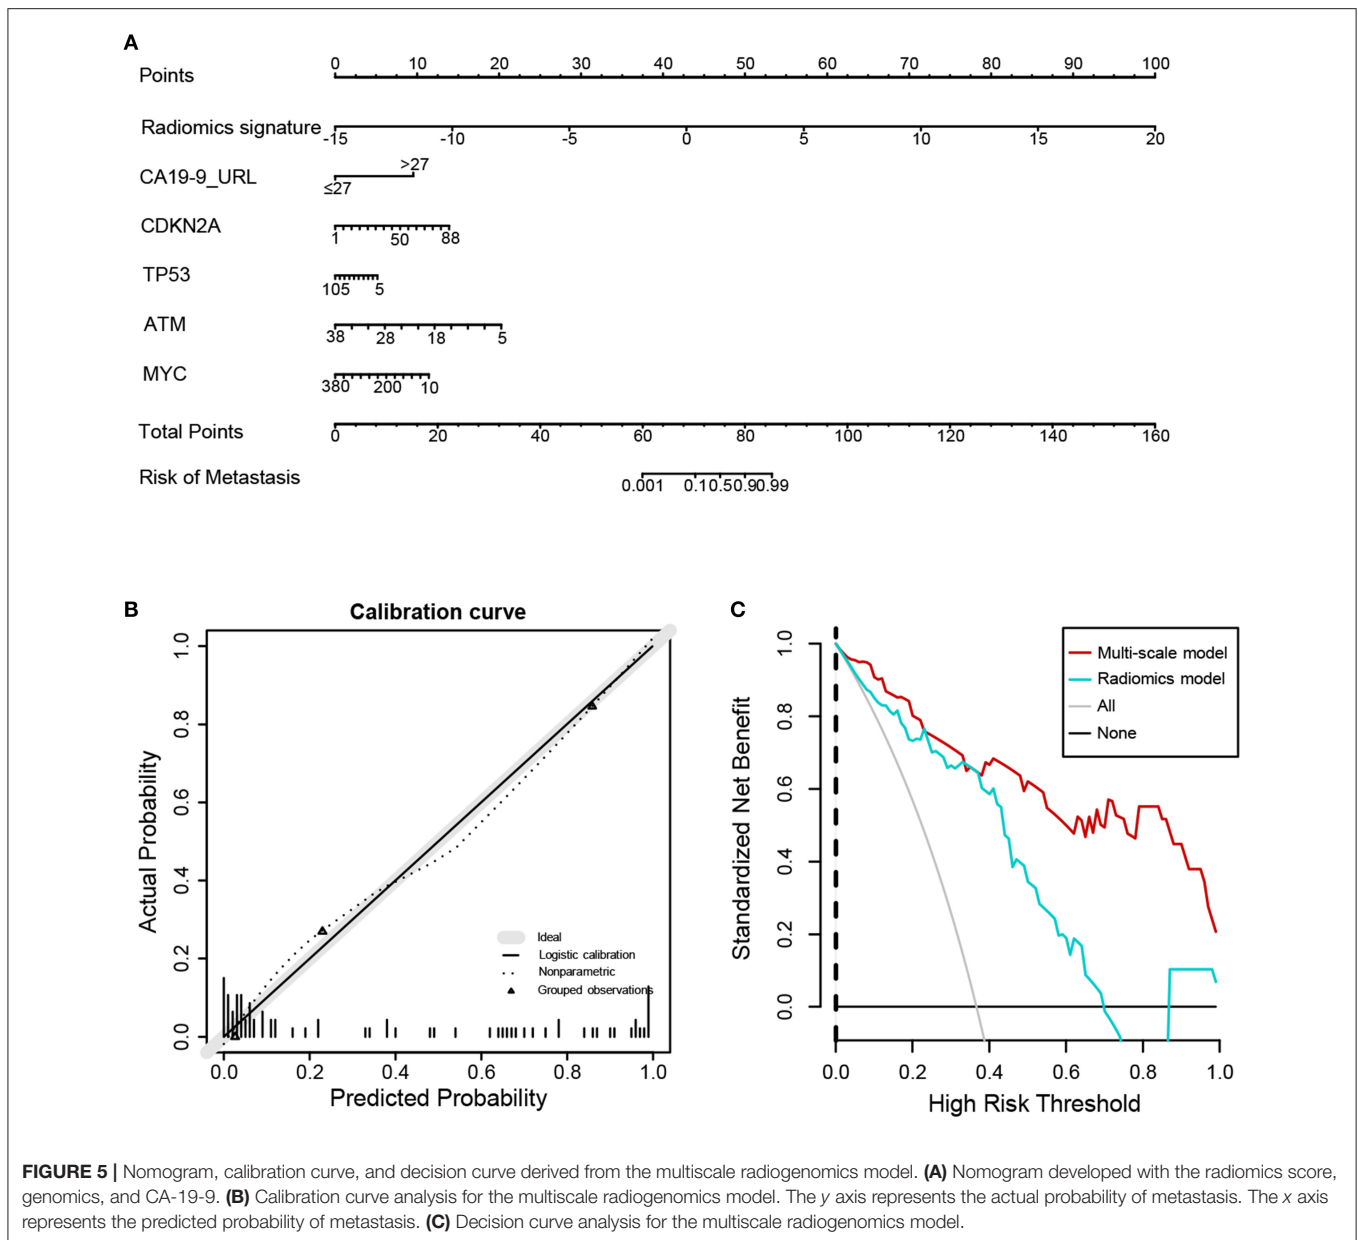 A
Points
0 10 20 30 40 50 60 70 80 90 100
Radiomics signature
-15 -10 -5 0 5 10 15 20
CA19-9_URL
>27
≤27
CDKN2A
1 50 88
TP53
105 5
ATM
38 28 18 5
MYC
380 200 10
Total Points
0 20 40 60 80 100 120 140 160
Risk of Metastasis
0.001 0.1 0.5 0.9 0.99
B
Calibration curve
Actual Probability
1.0
0.8
0.6
0.4
0.2
0.0
Ideal
Logistic calibration
Nonparametric
Grouped observations
0.0 0.2 0.4 0.6 0.8 1.0
Predicted Probability
C
Standardized Net Benefit
1.0
0.8
0.6
0.4
0.2
0.0
Multi-scale model
Radiomics model
All
None
0.0 0.2 0.4 0.6 0.8 1.0
High Risk Threshold
FIGURE 5 | Nomogram, calibration curve, and decision curve derived from the multiscale radiogenomics model. (A) Nomogram developed with the radiomics score,
genomics, and CA-19-9. (B) Calibration curve analysis for the multiscale radiogenomics model. The y axis represents the actual probability of metastasis. The x axis
represents the predicted probability of metastasis. (C) Decision curve analysis for the multiscale radiogenomics model.